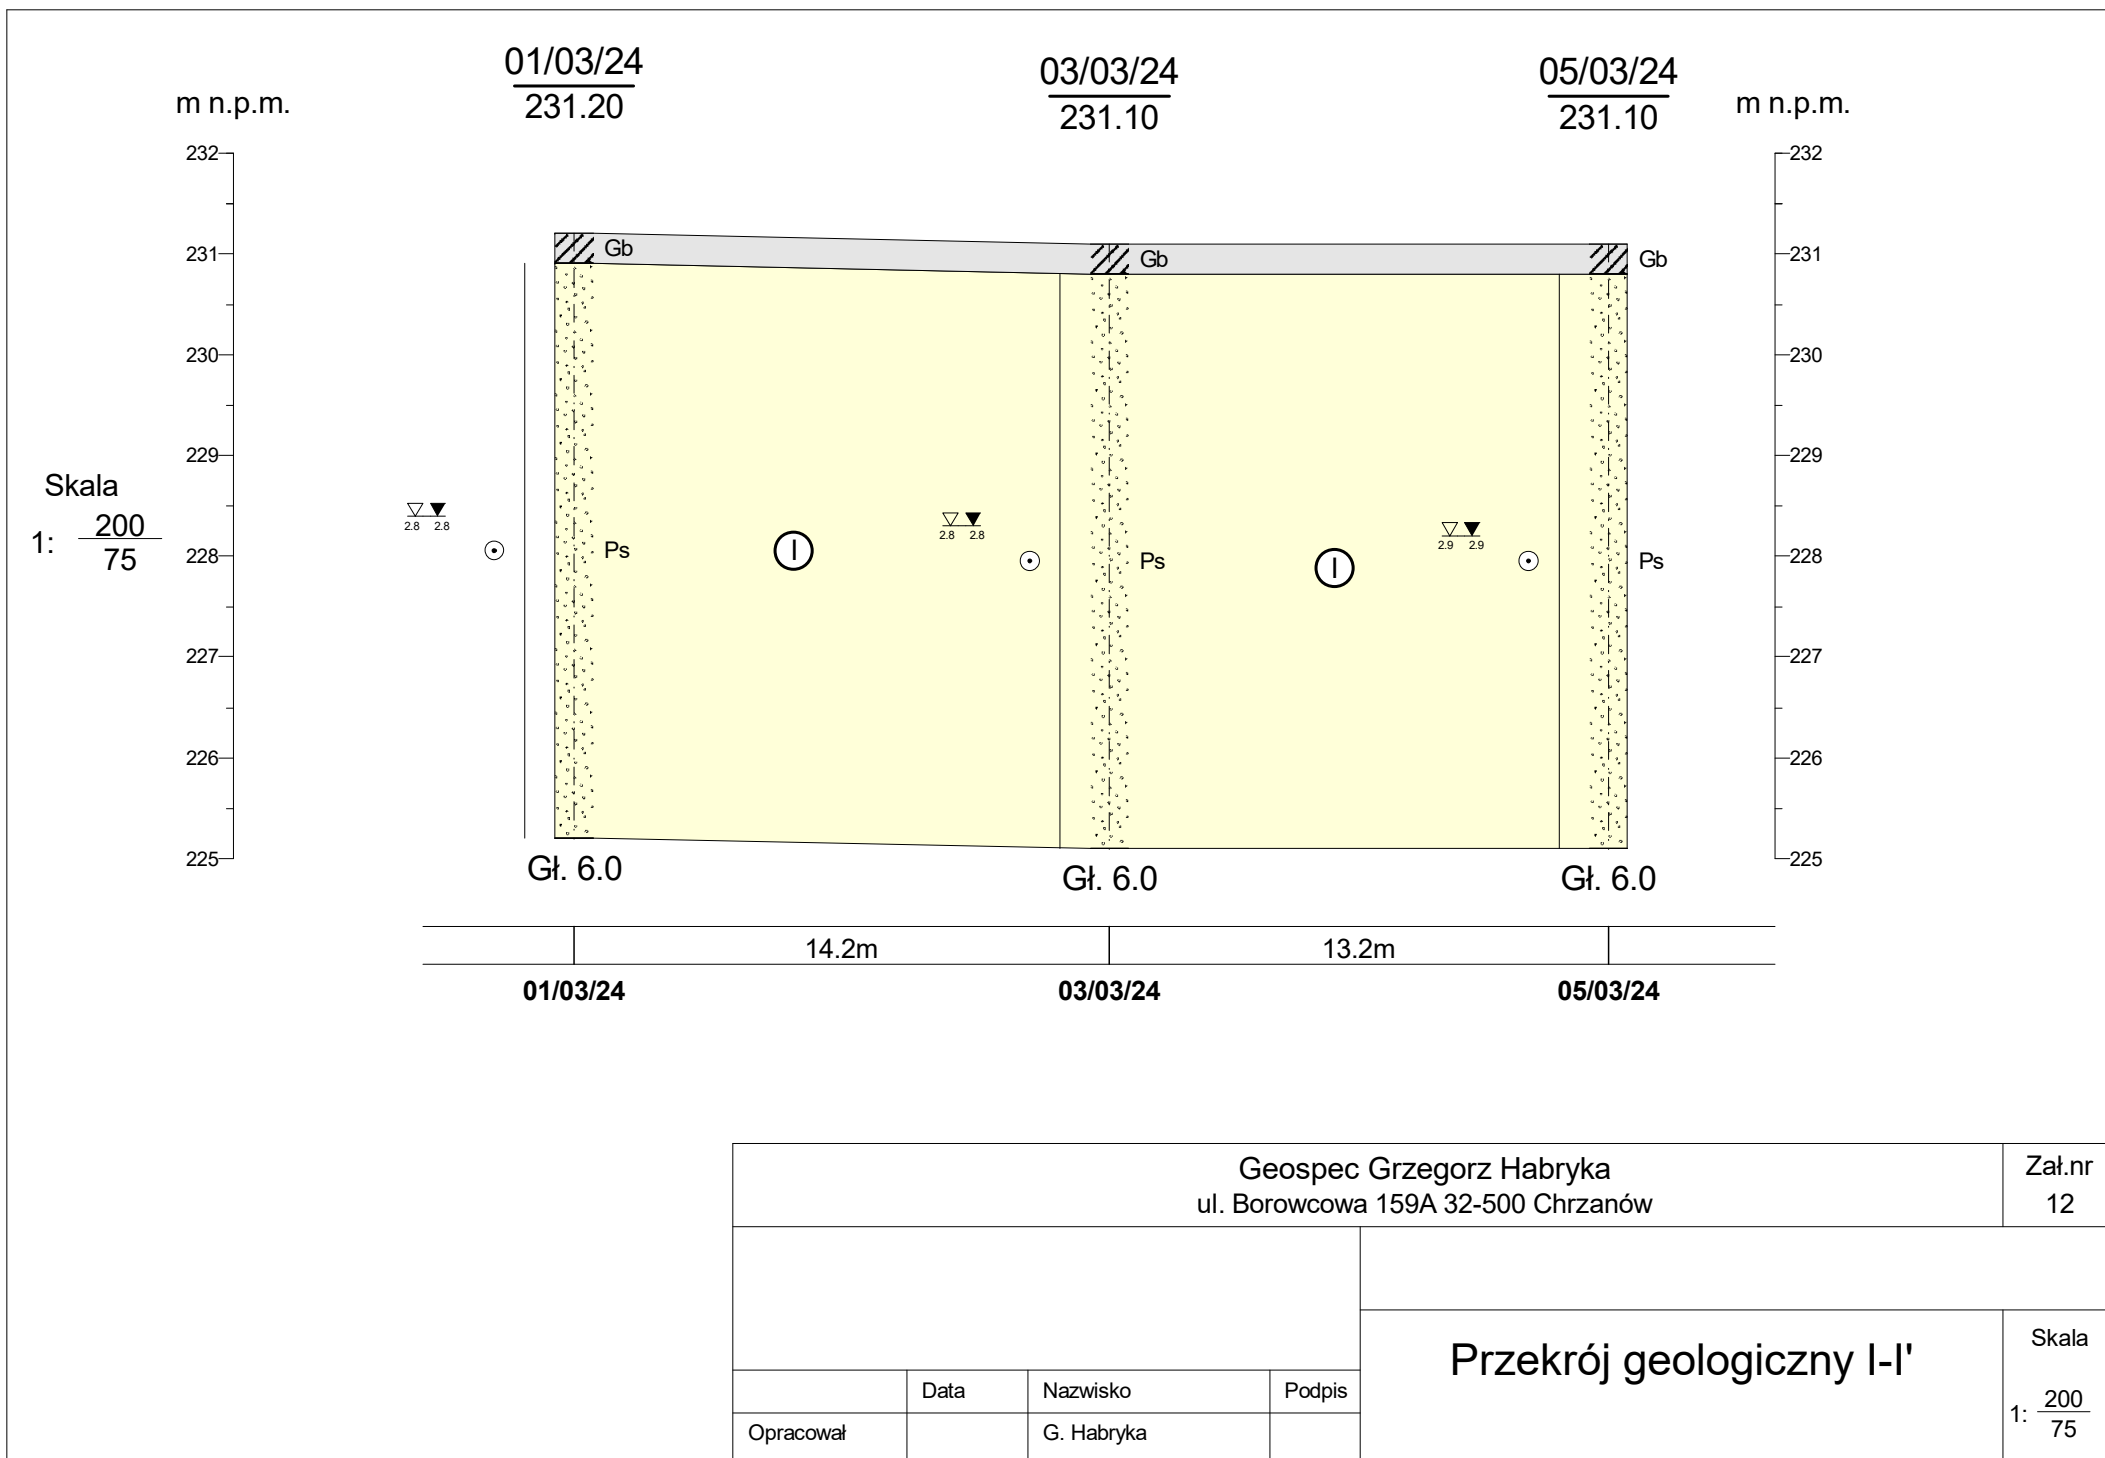 01/03/24
231.20
03/03/24
231.10
05/03/24
231.10
m n.p.m.
m n.p.m.
232
231
230
229
228
227
226
225
232
231
230
229
228
227
226
225
Gb
Gb
Gb
Skala
1: 200
75
2.8 2.8
2.8 2.8
2.9 2.9
Ps
I
Ps
I
Ps
Gł. 6.0
Gł. 6.0
Gł. 6.0
14.2m
13.2m
01/03/24
03/03/24
05/03/24
Geospec Grzegorz Habryka
ul. Borowcowa 159A 32-500 Chrzanów
Zał.nr
12
Przekrój geologiczny I-I'
Skala
1: 200
75
Data Nazwisko Podpis
Opracował G. Habryka